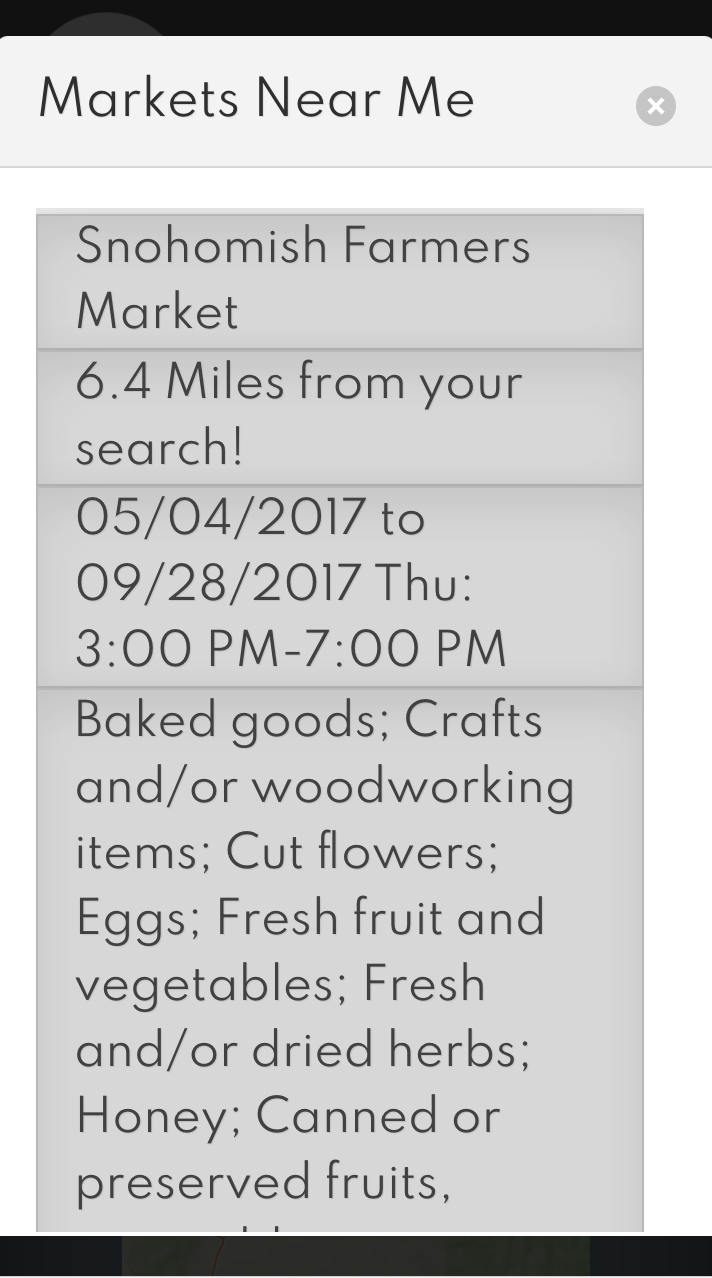 Markets Near Me
Snohomish Farmers
Market
6.4 Miles from your
search!
05/04/2017 to
09/28/2017 Thu:
3:00 PM-7:00 PM
Baked goods; Crafts
and/or woodworking
items; Cut flowers;
Eggs; Fresh fruit and
vegetables; Fresh
and/or dried herbs;
Honey; Canned or
preserved fruits,